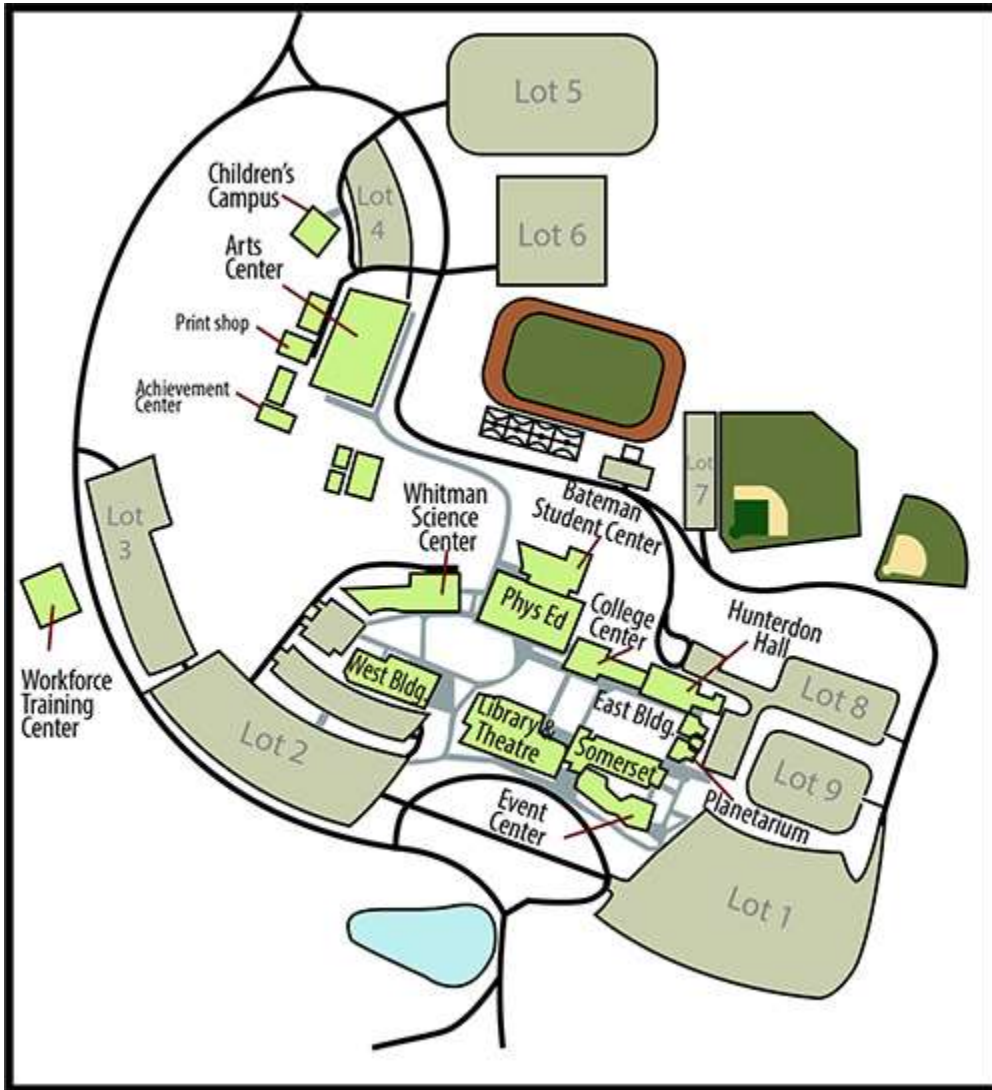 Lot 5
Children's
Campus
Lot
4
Lot 6
Arts
Center
Print shop
Achievement
Center
Lot
7
Whitman
Science
Center
Bateman
Student Center
Lot
3
Phys Ed
College
Center
Hunterdon
Hall
Workforce
Training
Center
West Bldg.
Lot 8
East Bldg.
Library &
Theatre
Lot 2
Somerset
Lot 9
Planetarium
Event
Center
Lot 1